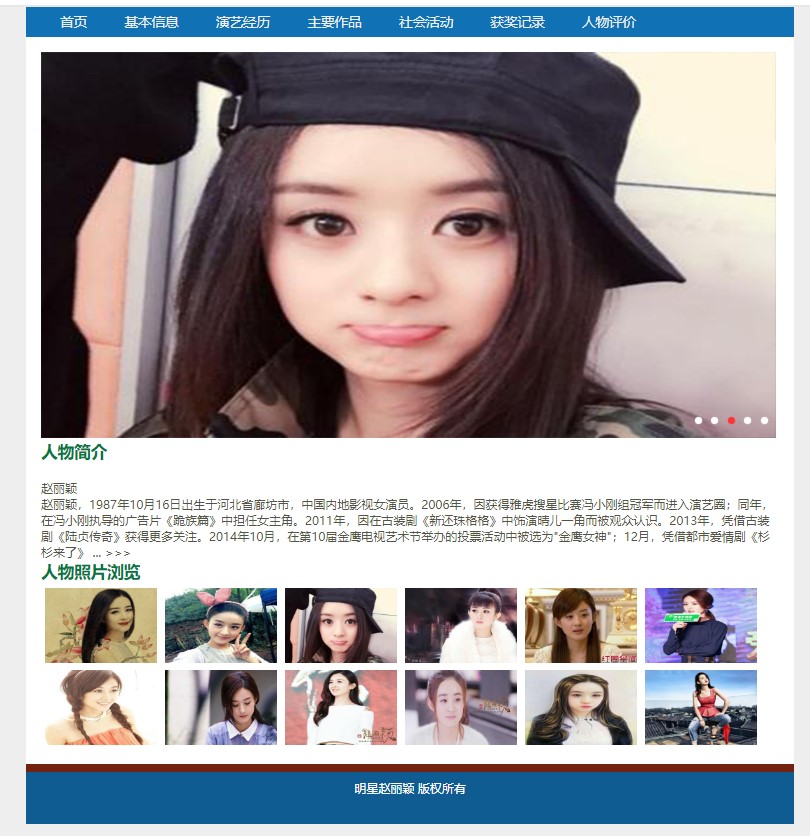 首页 基本信息 演艺经历 主要作品 社会活动 获奖记录 人物评价
人物简介
赵丽颖
赵丽颖，1987年10月16日出生于河北省廊坊市，中国内地影视女演员。2006年，因获得雅虎搜星比赛冯小刚组冠军而进入演艺圈；同年，
在冯小刚执导的广告片《跪族篇》中担任女主角。2011年，因在古装剧《新还珠格格》中饰演晴儿一角而被观众认识。2013年，凭借古装
剧《陆贞传奇》获得更多关注。2014年10月，在第10届金鹰电视艺术节举办的投票活动中被选为"金鹰女神"；12月，凭借都市爱情剧《杉
杉来了》 ... >>>
人物照片浏览
明星赵丽颖 版权所有